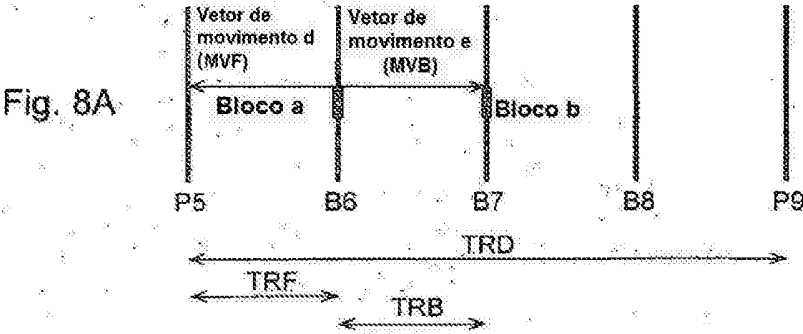 Fig. 8A
Vetor de
movimento d
(MVF)
Vetor de
movimento e
(MVB)
Bloco a
Bloco b
P5
B6
B7
B8
P9
TRD
TRF
TRB